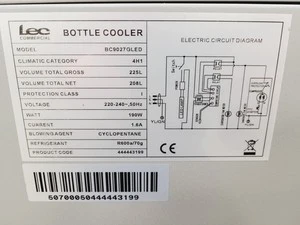 Lec
COMMERCIAL
BOTTLE COOLER
MODEL BC9027GLED
CLIMATIC CATEGORY 4H1
VOLUME TOTAL GROSS 225L
VOLUME TOTAL NET 208L
PROTECTION CLASS I
VOLTAGE 220-240~,50Hz
WATT 190W
CURRENT. 1.6A
BLOWING AGENT CYCLOPENTANE
REFRIGERANT R600a/70g
PRODUCT CODE 444443199
ELECTRIC CIRCUIT DIAGRAM
CE
50700050444443199